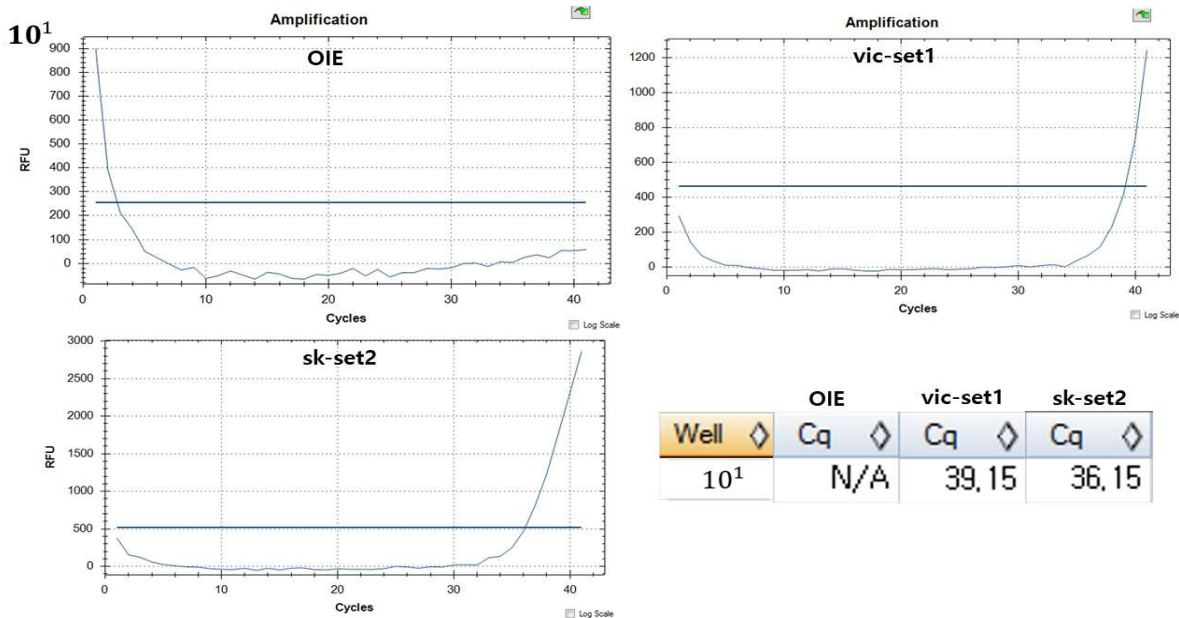 10¹
Amplification
OIE
RFU
900
800
700
600
500
400
300
200
100
0
0 10 20 30 40
Cycles
Log Scale
Amplification
vic-set1
1200
1000
800
600
400
200
0
0 10 20 30 40
Cycles
Log Scale
sk-set2
RFU
3000
2500
2000
1500
1000
500
0
0 10 20 30 40
Cycles
Log Scale
OIE vic-set1 sk-set2
Well Cq Cq Cq
10¹ N/A 39,15 36,15